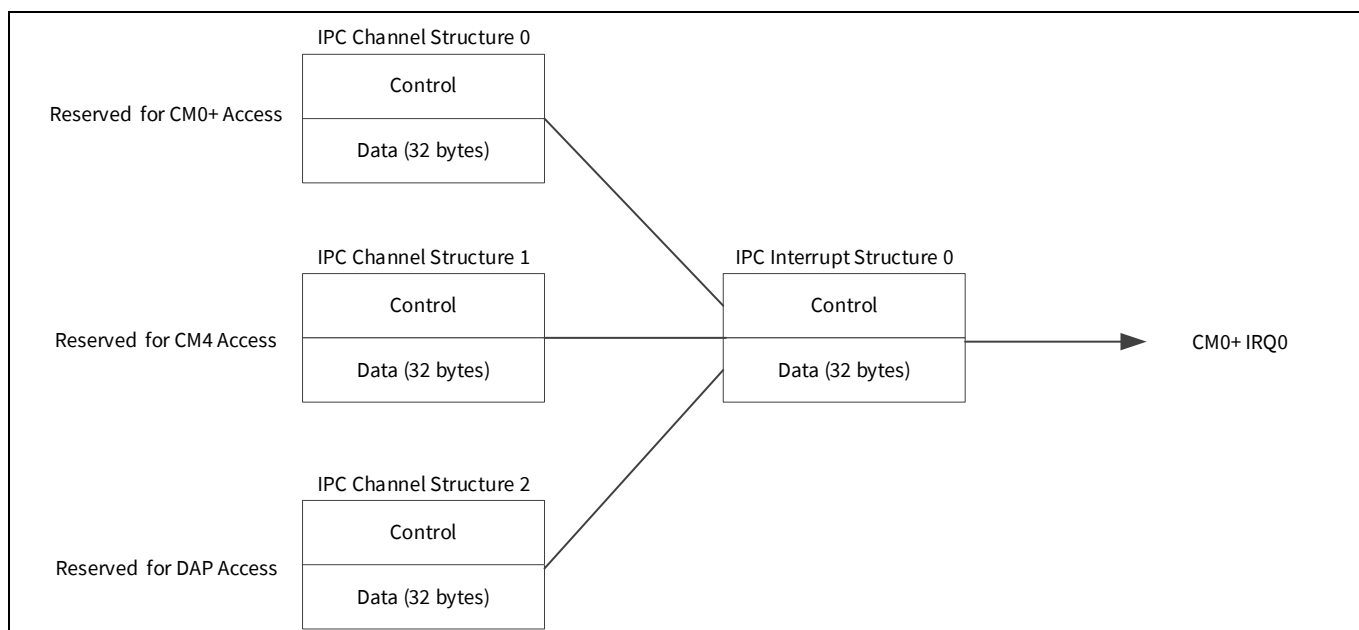 IPC Channel Structure 0
Control
Reserved for CM0+ Access
Data (32 bytes)
IPC Channel Structure 1
IPC Interrupt Structure 0
Control
Control
Reserved for CM4 Access
CM0+ IRQ0
Data (32 bytes)
Data (32 bytes)
IPC Channel Structure 2
Control
Reserved for DAP Access
Data (32 bytes)